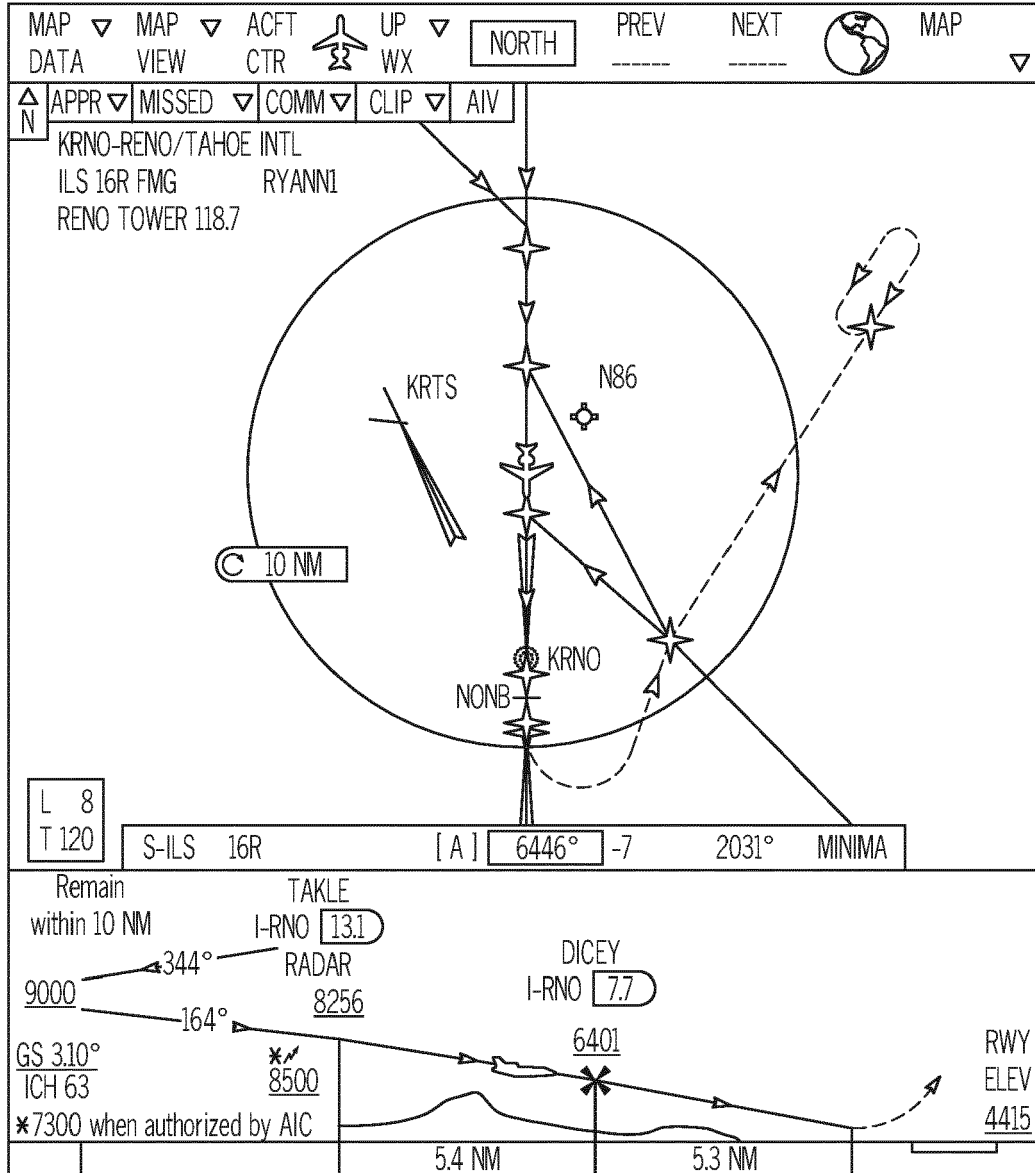 MAP DATA
MAP VIEW
ACFT CTR
UP WX
NORTH
PREV ------
NEXT ------
MAP
N
APPR
MISSED
COMM
CLIP
AIV
KRNO-RENO/TAHOE INTL
ILS 16R FMG RYANN1
RENO TOWER 118.7
KRTS
N86
10 NM
KRNO
NONB
L 8
T 120
S-ILS 16R [ A ] 6446° -7 2031° MINIMA
Remain
within 10 NM
TAKLE
I-RNO 13.1
RADAR
8256
344°
9000
164°
DICEY
I-RNO 7.7
6401
GS 3.10°
ICH 63
*
8500
*7300 when authorized by AIC
RWY
ELEV
4415
5.4 NM
5.3 NM